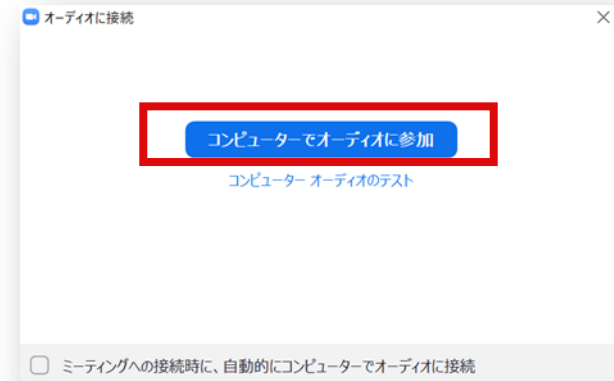 オーディオに接続
コンピューターでオーディオに参加
コンピューター オーディオのテスト
ミーティングへの接続時に、自動的にコンピューターでオーディオに接続